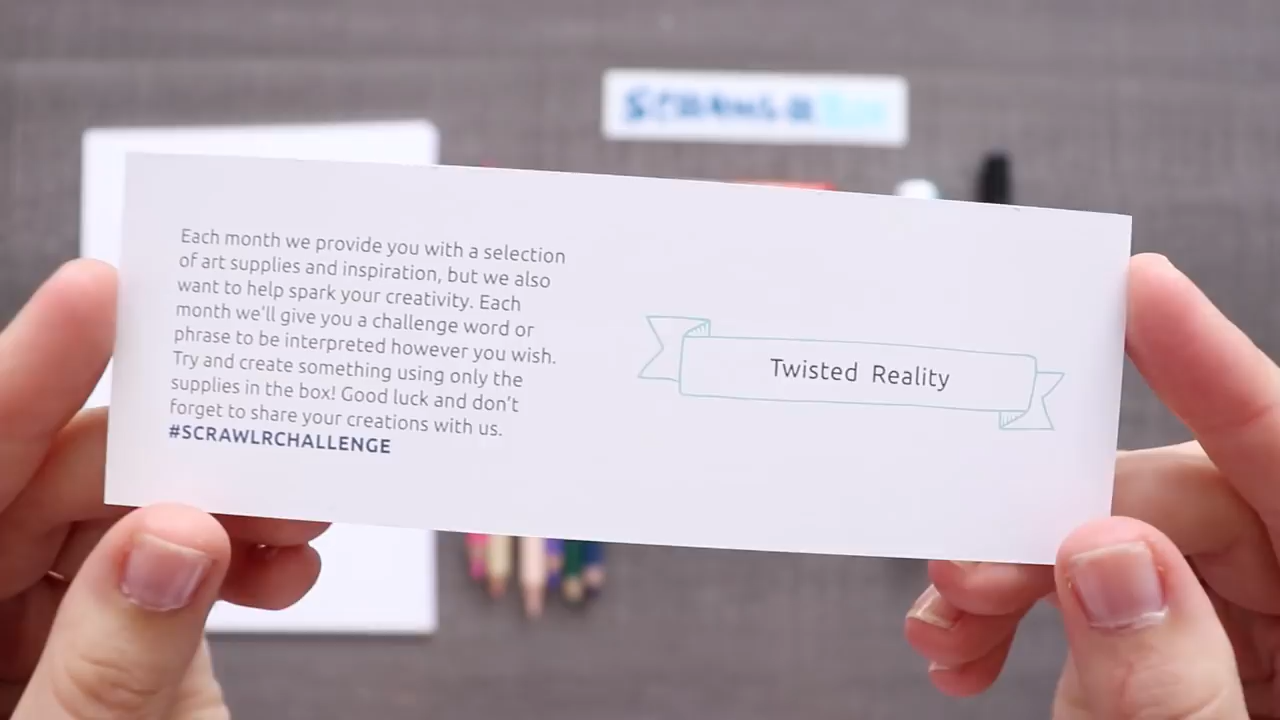 SCRAWLRBOX
Each month we provide you with a selection
of art supplies and inspiration, but we also
want to help spark your creativity. Each
month we'll give you a challenge word or
phrase to be interpreted however you wish.
Try and create something using only the
supplies in the box! Good luck and don't
forget to share your creations with us.
#SCRAWLRCHALLENGE
Twisted Reality